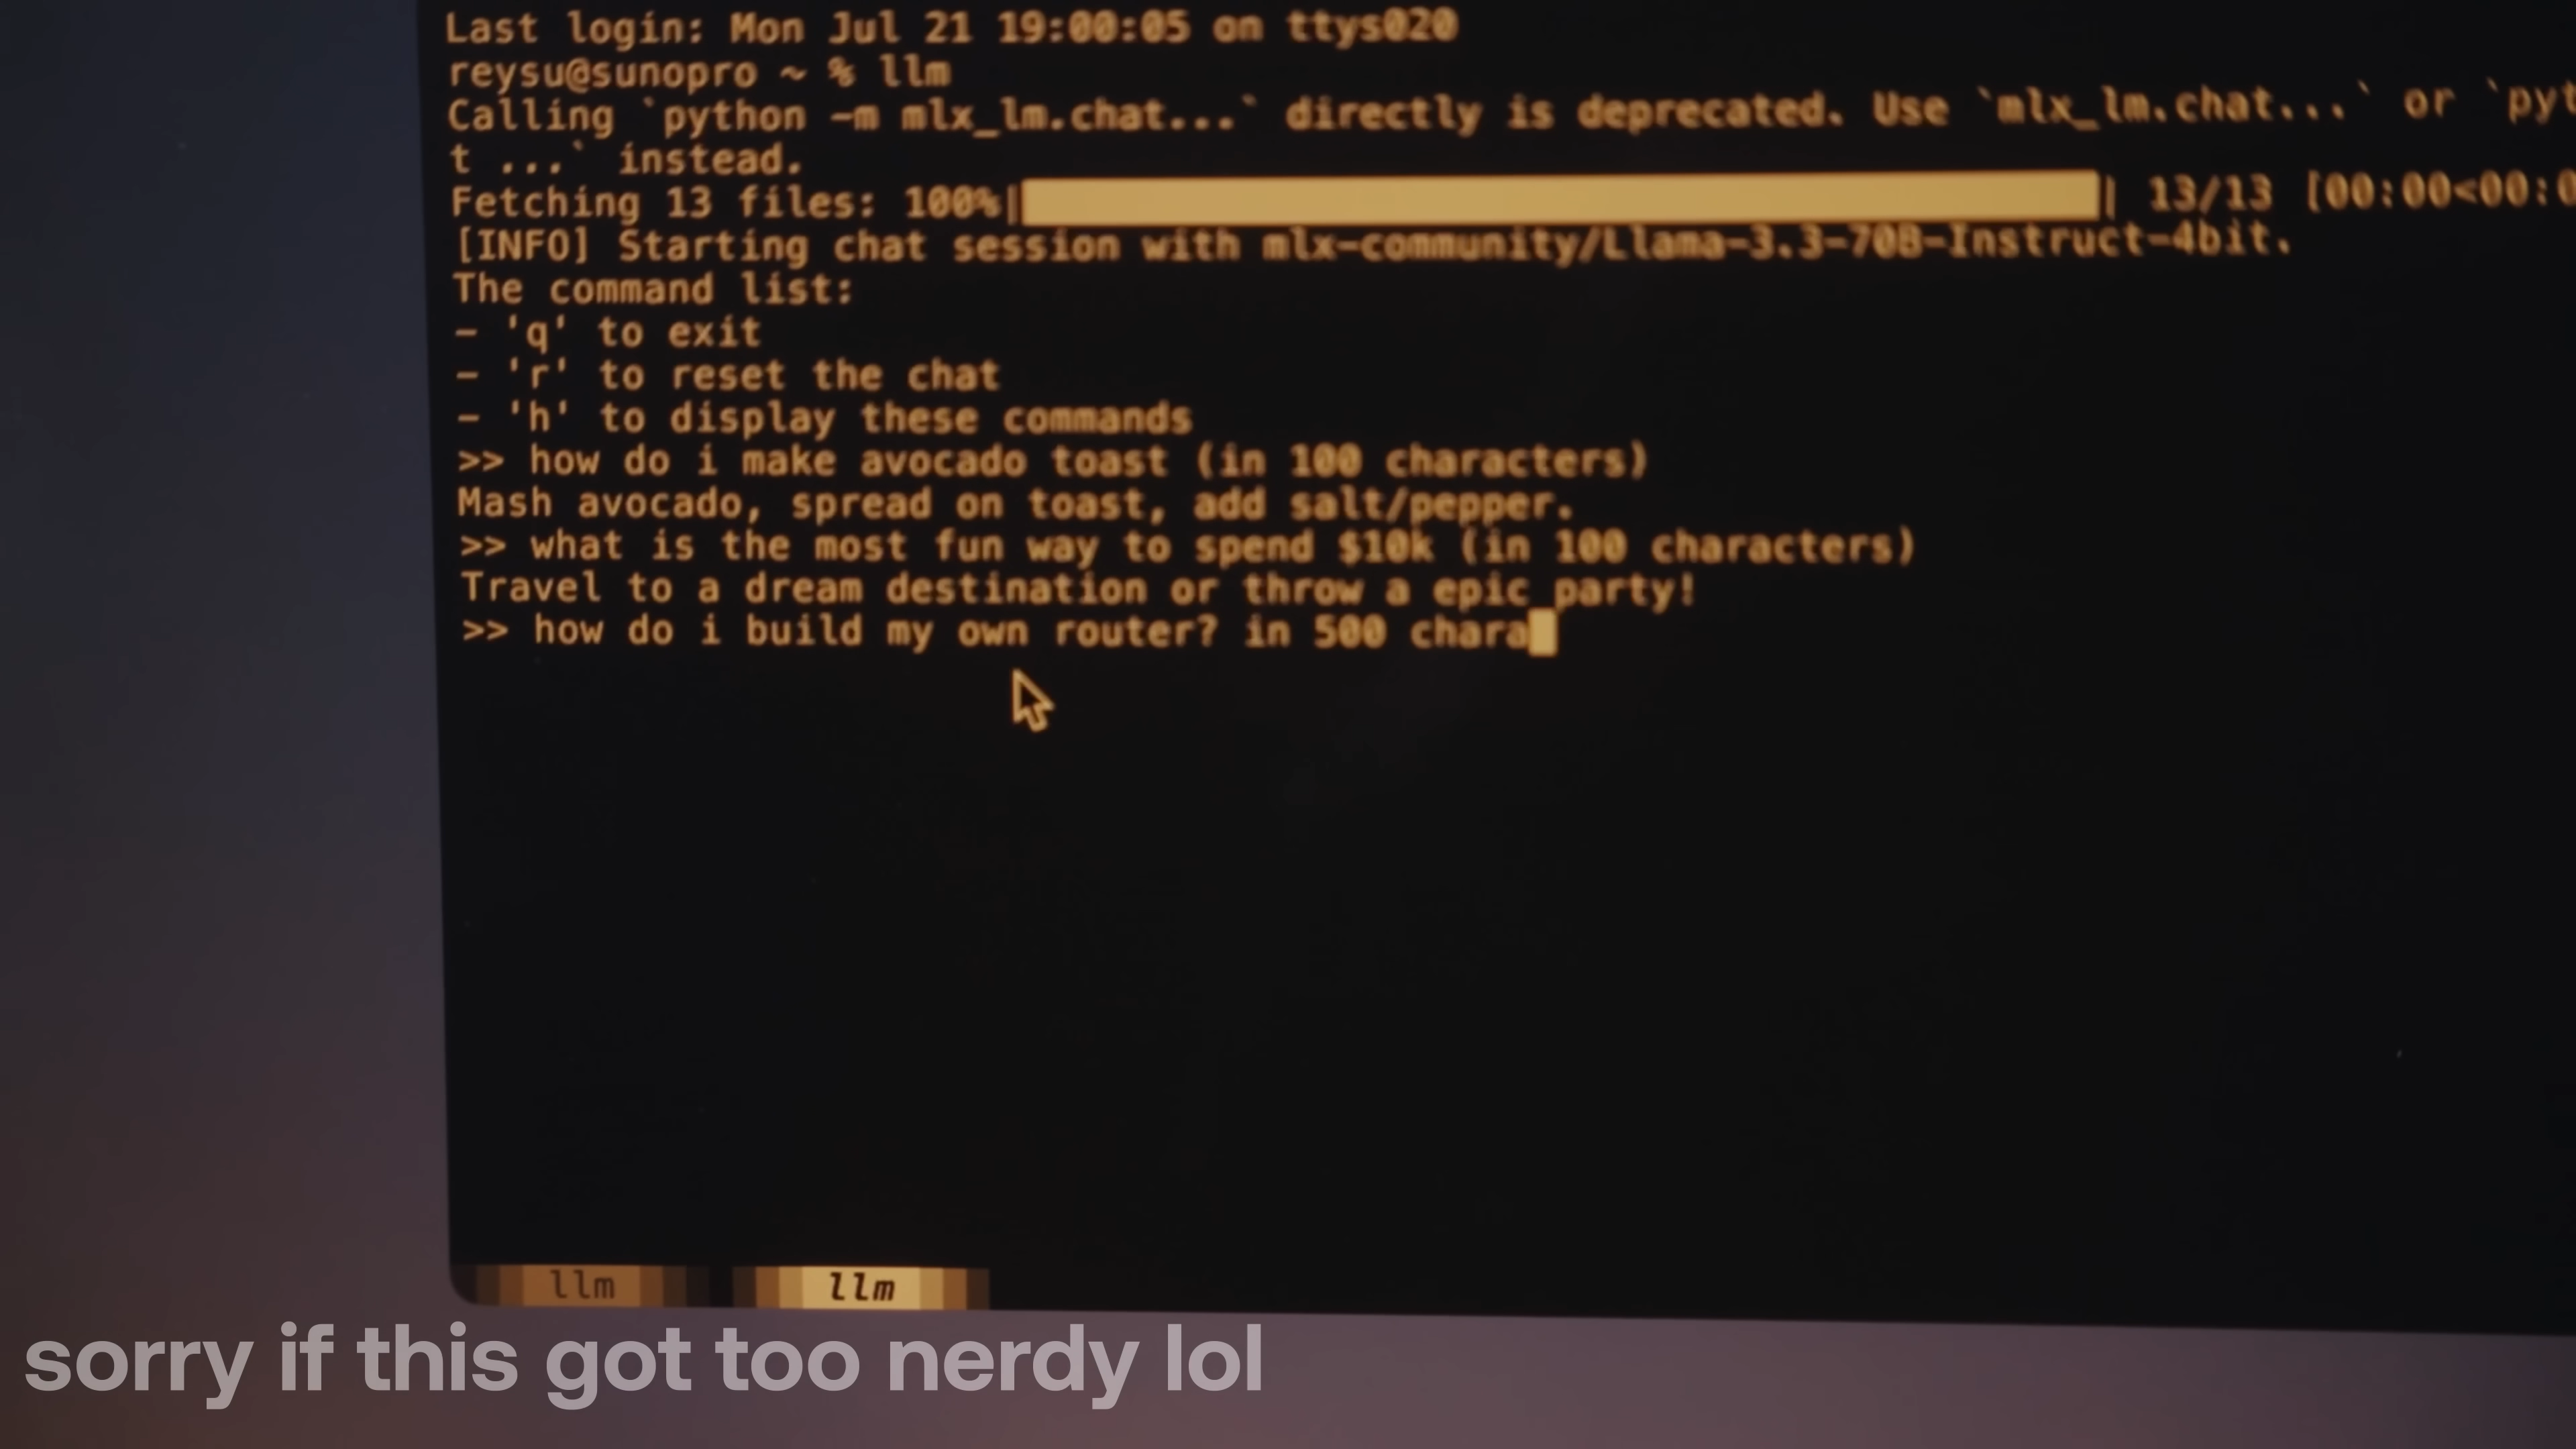 Last login: Mon Jul 21 19:00:05 on ttys020
reysu@sunopro ~ % llm
Calling `python -m mlx_lm.chat...` directly is deprecated. Use `mlx_lm.chat...` or `pyt
t ...` instead.
Fetching 13 files: 100%| | 13/13 [00:00<00:0
[INFO] Starting chat session with mlx-community/Llama-3.3-70B-Instruct-4bit.
The command list:
- 'q' to exit
- 'r' to reset the chat
- 'h' to display these commands
>> how do i make avocado toast (in 100 characters)
Mash avocado, spread on toast, add salt/pepper.
>> what is the most fun way to spend $10k (in 100 characters)
Travel to a dream destination or throw a epic party!
>> how do i build my own router? in 500 chara
llm llm
sorry if this got too nerdy lol